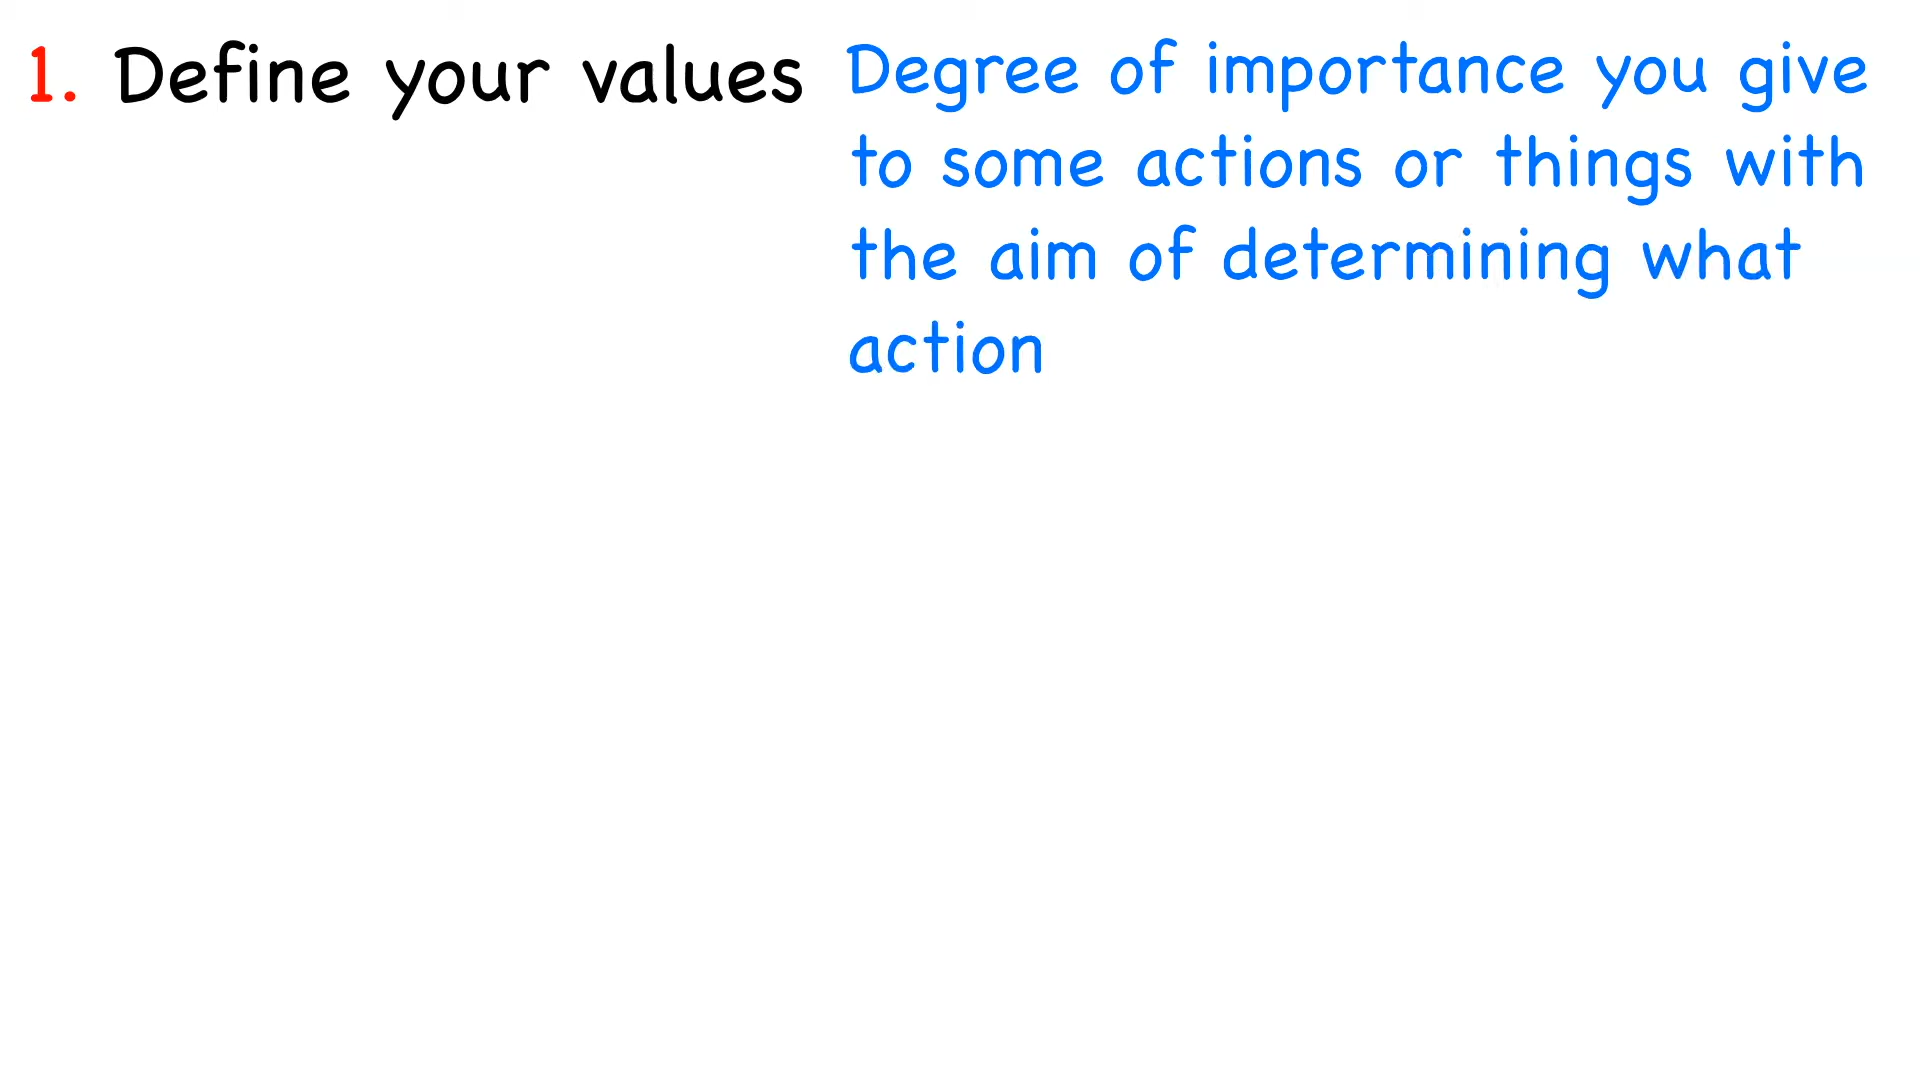 1. Define your values
Degree of importance you give
to some actions or things with
the aim of determining what
action